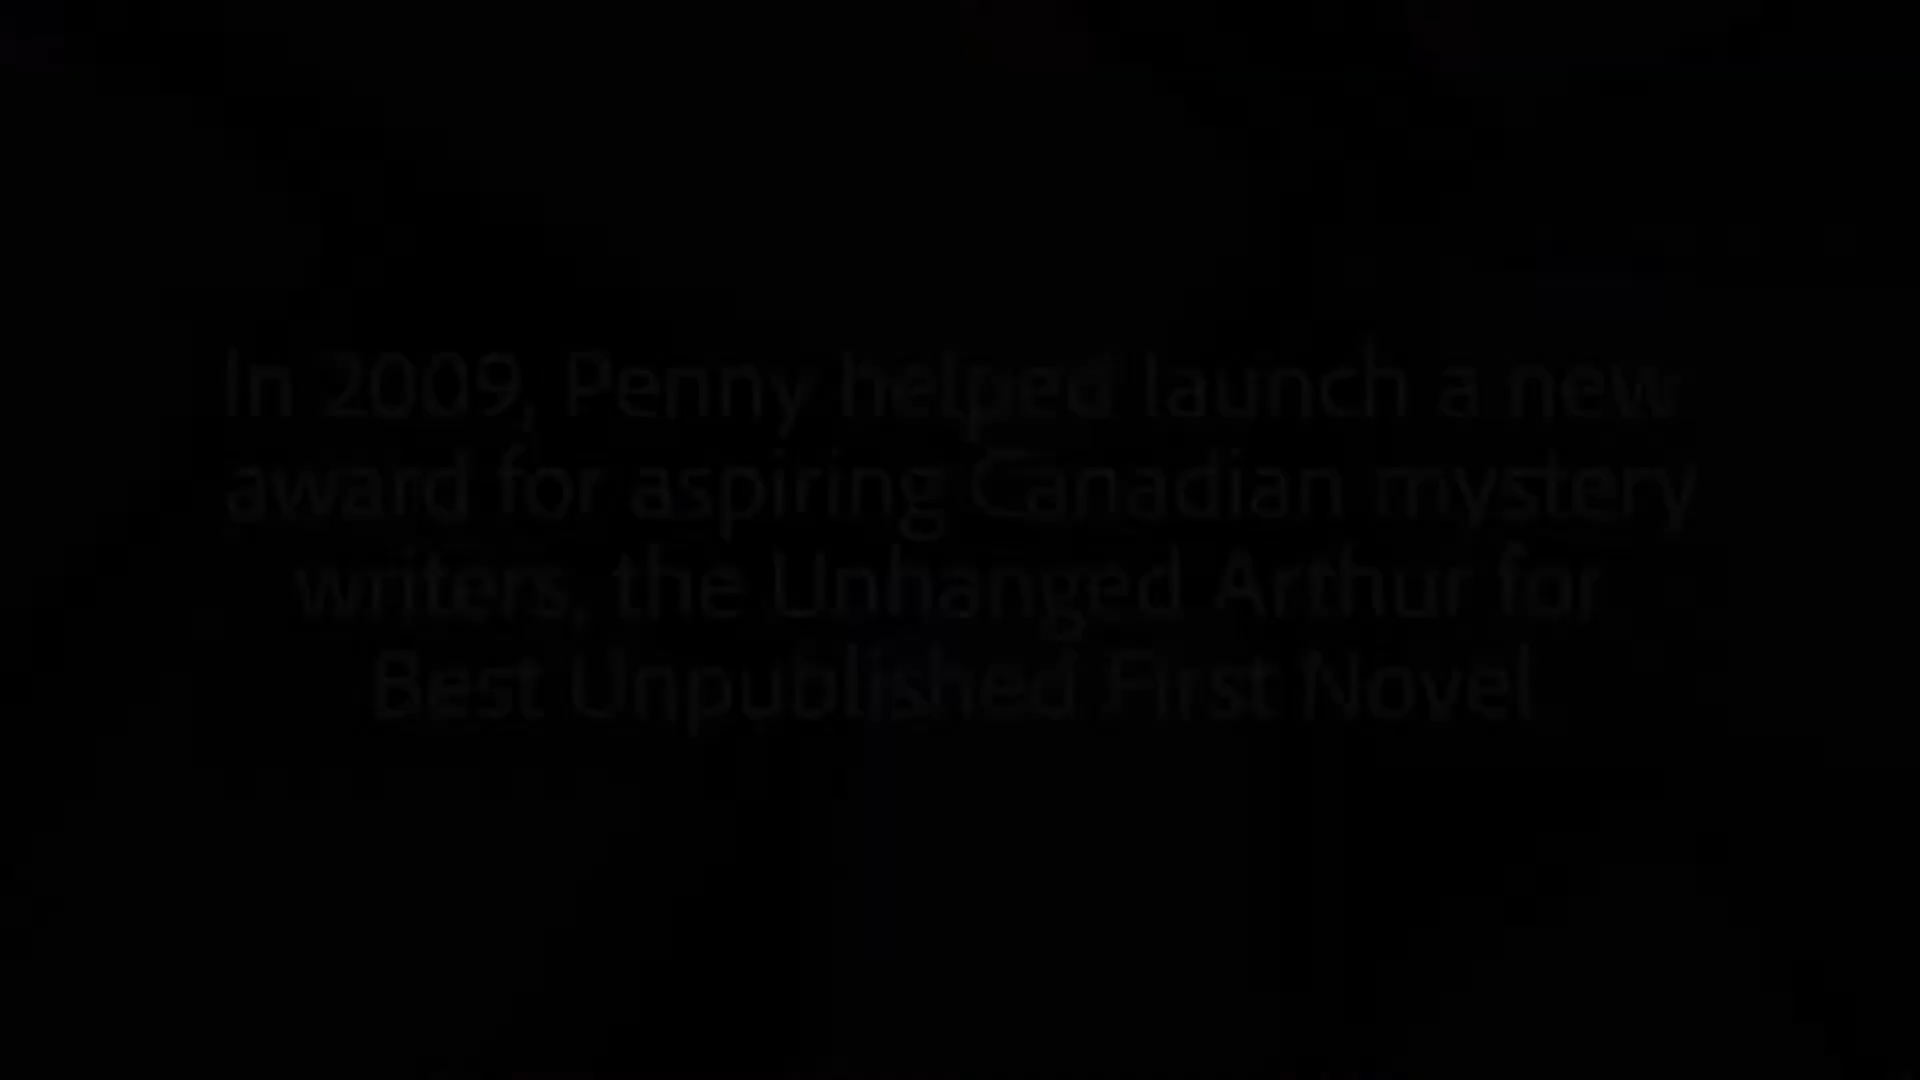 In 2009, Penny helped launch a new
award for aspiring Canadian mystery
writers, the Unhanged Arthur for
Best Unpublished First Novel